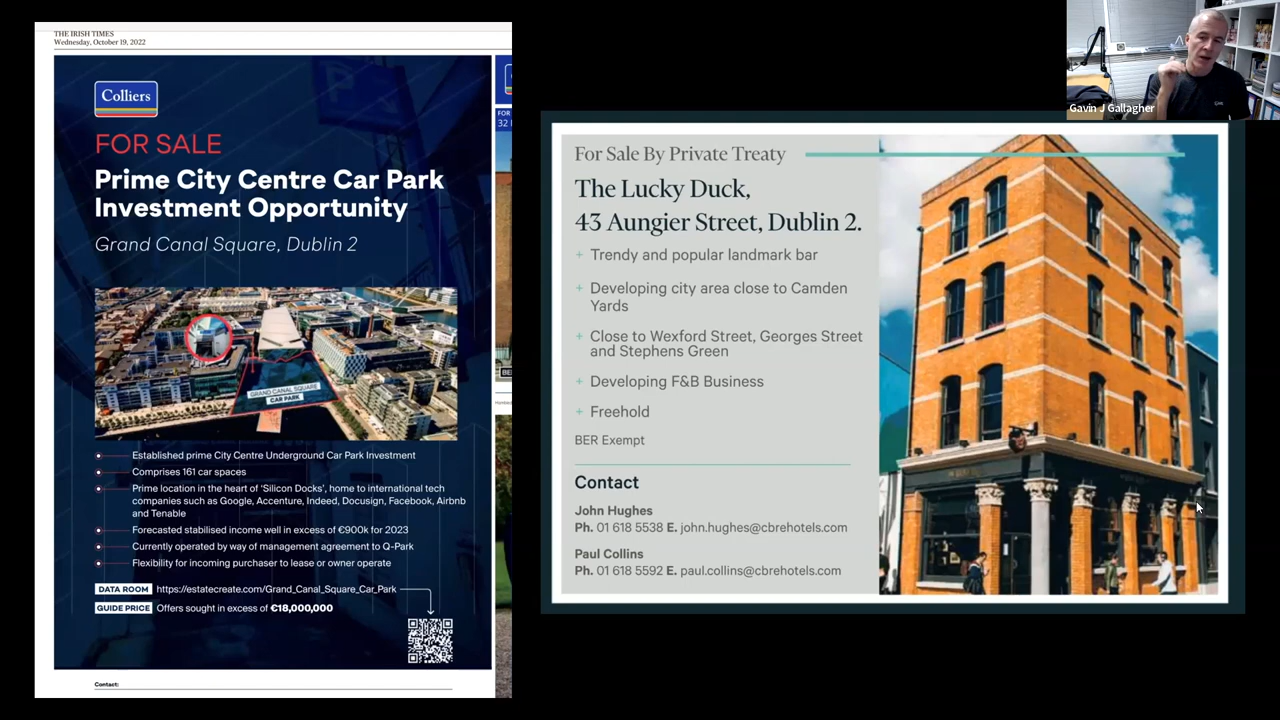 THE IRISH TIMES
Wednesday, October 19, 2022
Colliers
FOR SALE
Prime City Centre Car Park
Investment Opportunity
Grand Canal Square, Dublin 2
GRAND CANAL SQUARE
CAR PARK
Established prime City Centre Underground Car Park Investment
Comprises 161 car spaces
Prime location in the heart of ‘Silicon Docks’, home to international tech
companies such as Google, Accenture, Indeed, Docusign, Facebook, Airbnb
and Tenable
Forecasted stabilised income well in excess of €900k for 2023
Currently operated by way of management agreement to Q-Park
Flexibility for incoming purchaser to lease or owner operate
DATA ROOM https://estatecreate.com/Grand_Canal_Square_Car_Park
GUIDE PRICE Offers sought in excess of €18,000,000
Contact:
FOR
32
BE
For Sale By Private Treaty
The Lucky Duck,
43 Aungier Street, Dublin 2.
+ Trendy and popular landmark bar
+ Developing city area close to Camden
Yards
+ Close to Wexford Street, Georges Street
and Stephens Green
+ Developing F&B Business
+ Freehold
BER Exempt
Contact
John Hughes
Ph. 01 618 5538 E. john.hughes@cbrehotels.com
Paul Collins
Ph. 01 618 5592 E. paul.collins@cbrehotels.com
Gavin J Gallagher